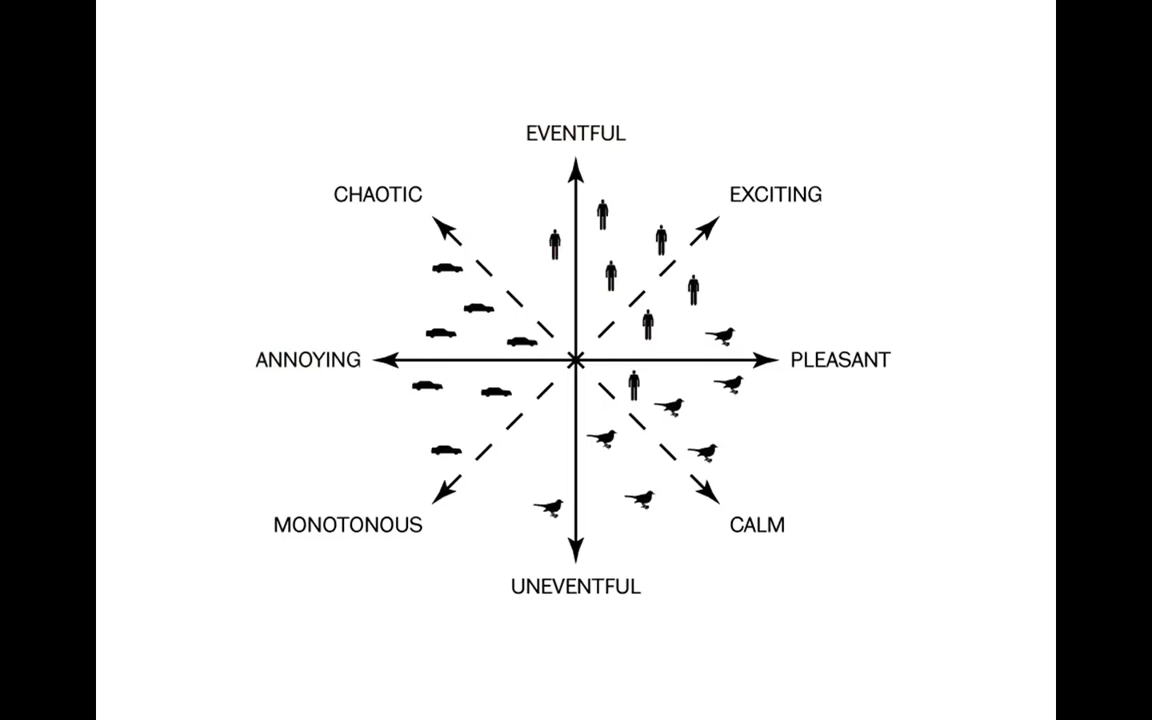 EVENTFUL
CHAOTIC
EXCITING
ANNOYING
PLEASANT
MONOTONOUS
CALM
UNEVENTFUL